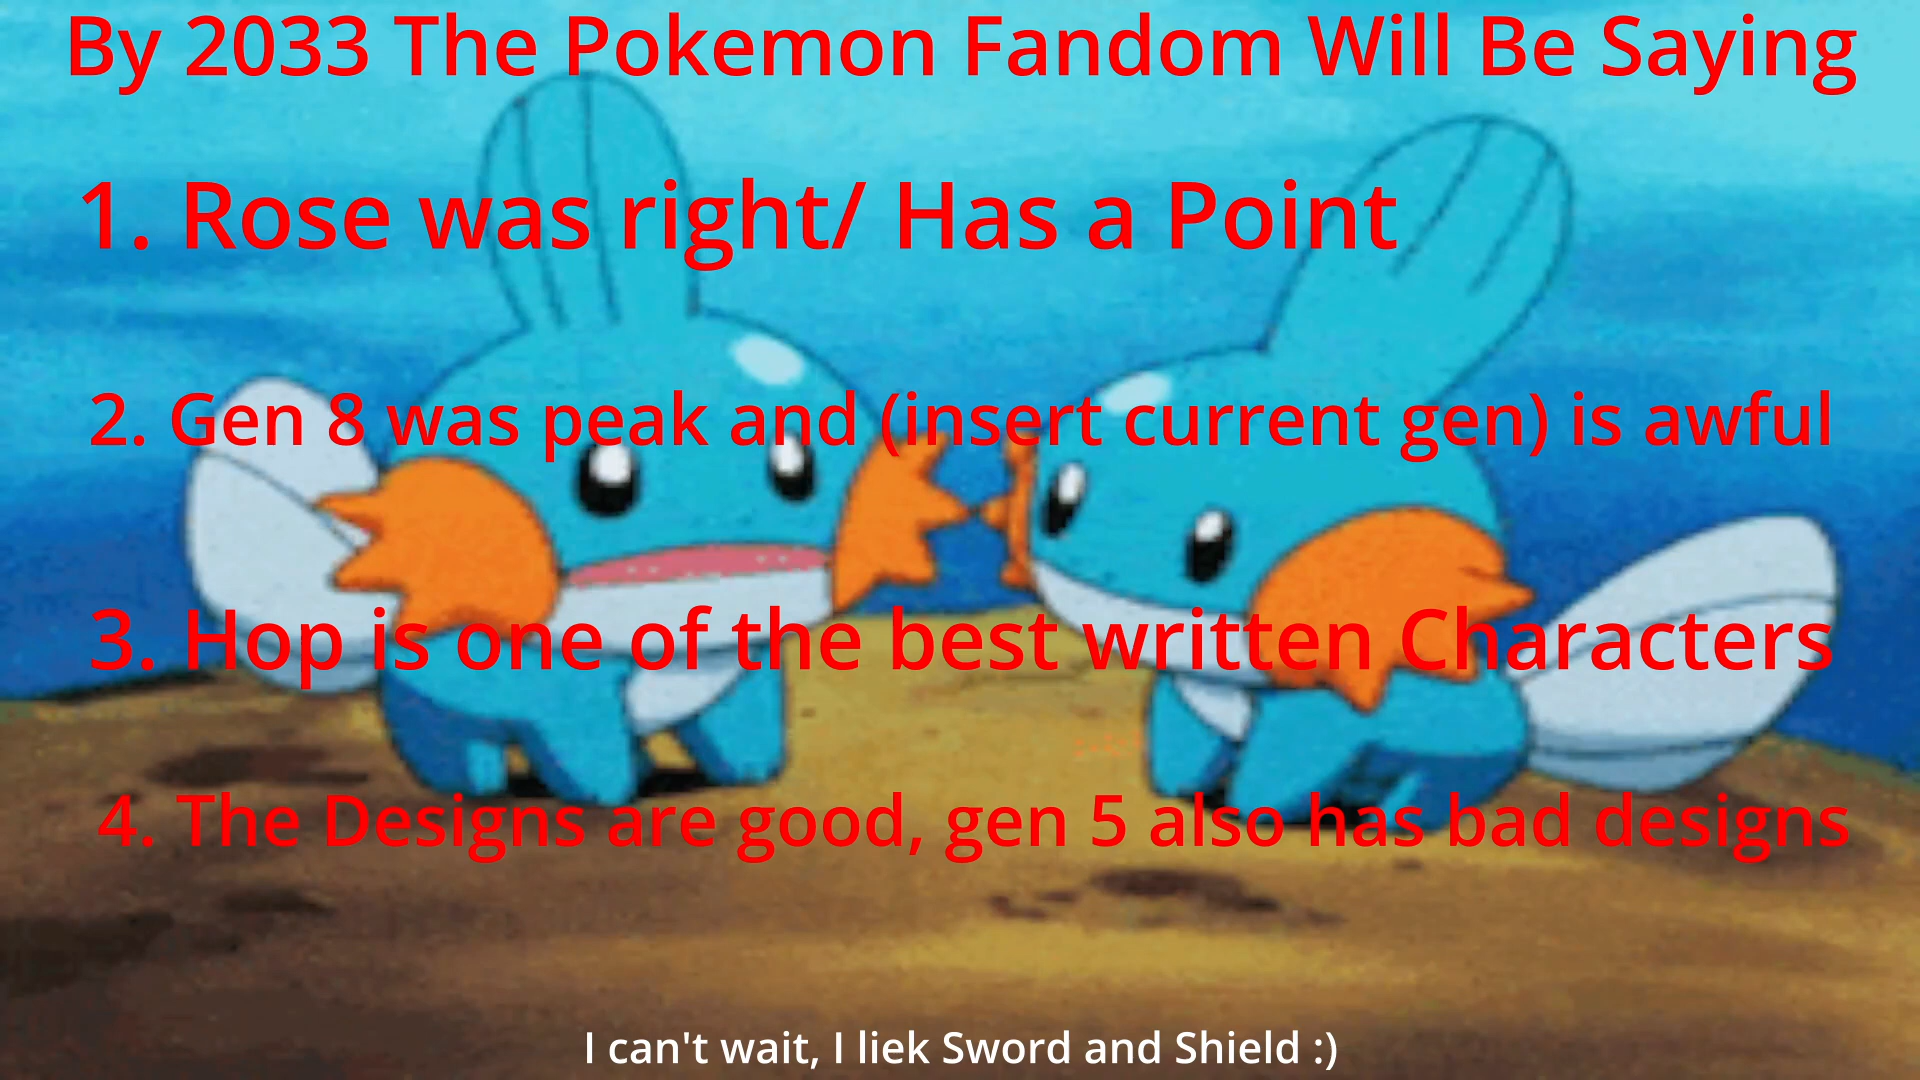 By 2033 The Pokemon Fandom Will Be Saying
1. Rose was right/ Has a Point
2. Gen 8 was peak and (insert current gen) is awful
3. Hop is one of the best written Characters
4. The Designs are good, gen 5 also has bad designs
I can't wait, I liek Sword and Shield :)